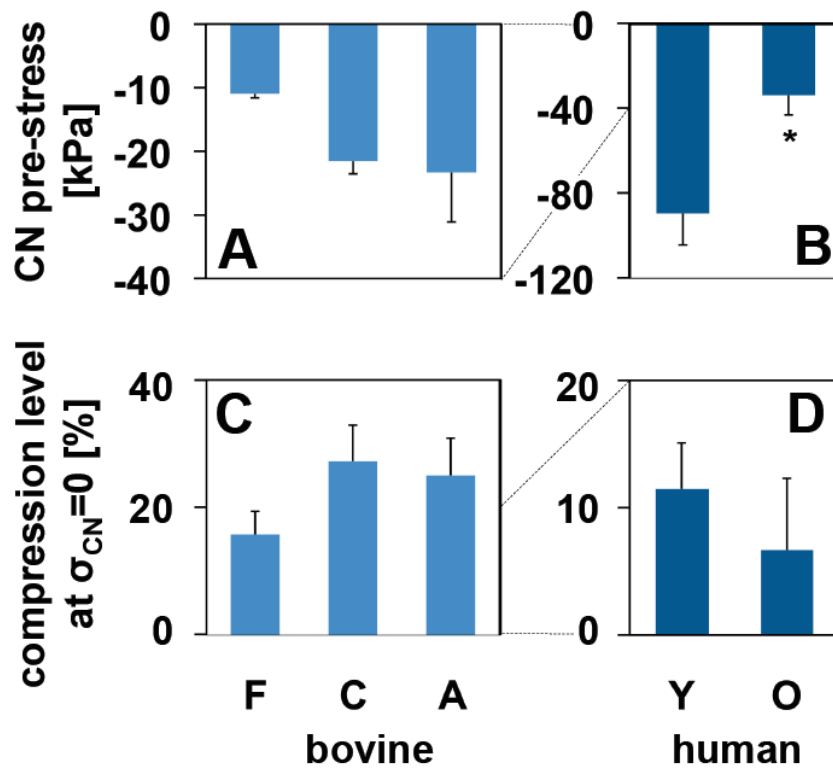 CN pre-stress
[kPa]
0
-10
-20
-30
-40
A
0
-40
-80
-120
*
B
compression level
at σCN=0 [%]
40
20
0
C
20
10
0
D
F C A
Y O
bovine
human